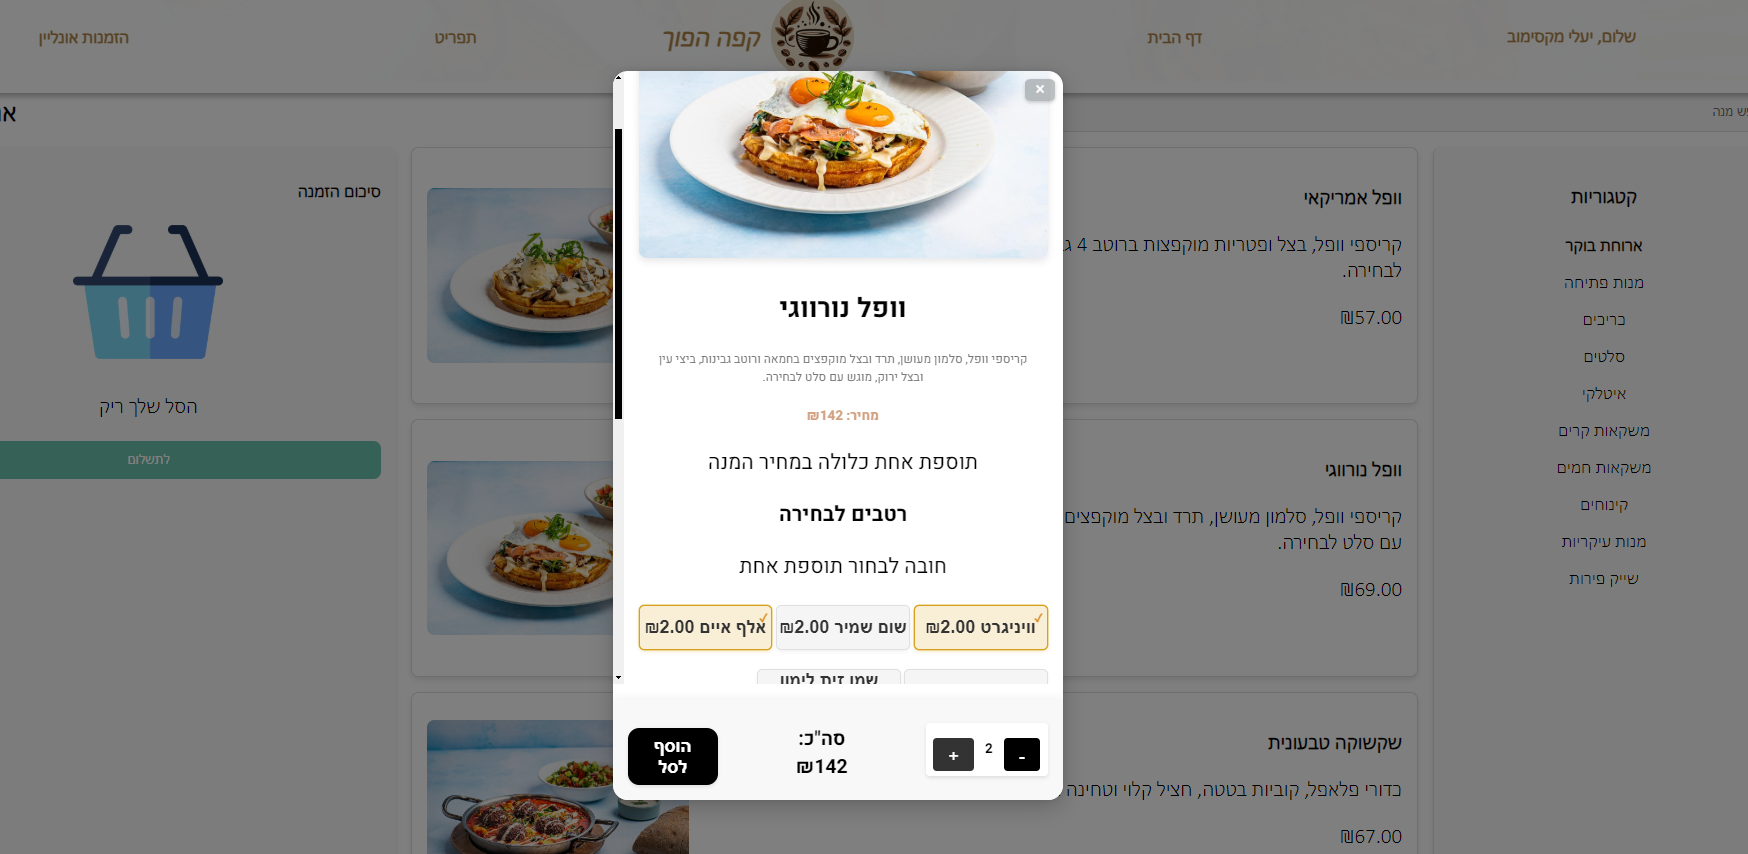 שלום, יעלי מקסימוב
דף הבית
קפה הפוך
תפריט
הזמנות אונליין
ש מנה
קטגוריות
ארוחת בוקר
מנות פתיחה
כריכים
סלטים
איטלקי
משקאות קרים
משקאות חמים
קינוחים
מנות עיקריות
שייק פירות
וופל אמריקאי
קריספי וופל, בצל ופטריות מוקפצות ברוטב 4 ג
לבחירה.
₪57.00
וופל נורווגי
קריספי וופל, סלמון מעושן, תרד ובצל מוקפצים
עם סלט לבחירה.
₪69.00
שקשוקה טבעונית
כדורי פלאפל, קוביות בטטה, חציל קלוי וטחינה
₪67.00
×
וופל נורווגי
קריספי וופל, סלמון מעושן, תרד ובצל מוקפצים בחמאה ורוטב גבינות, ביצי עין
ובצל ירוק, מוגש עם סלט לבחירה.
מחיר: 142₪
תוספת אחת כלולה במחיר המנה
רטבים לבחירה
חובה לבחור תוספת אחת
וויניגרט 2.00₪
שום שמיר 2.00₪
אלף איים 2.00₪
שמן זית לימון
-
2
+
סה"כ:
142₪
הוסף
לסל
סיכום הזמנה
הסל שלך ריק
לתשלום